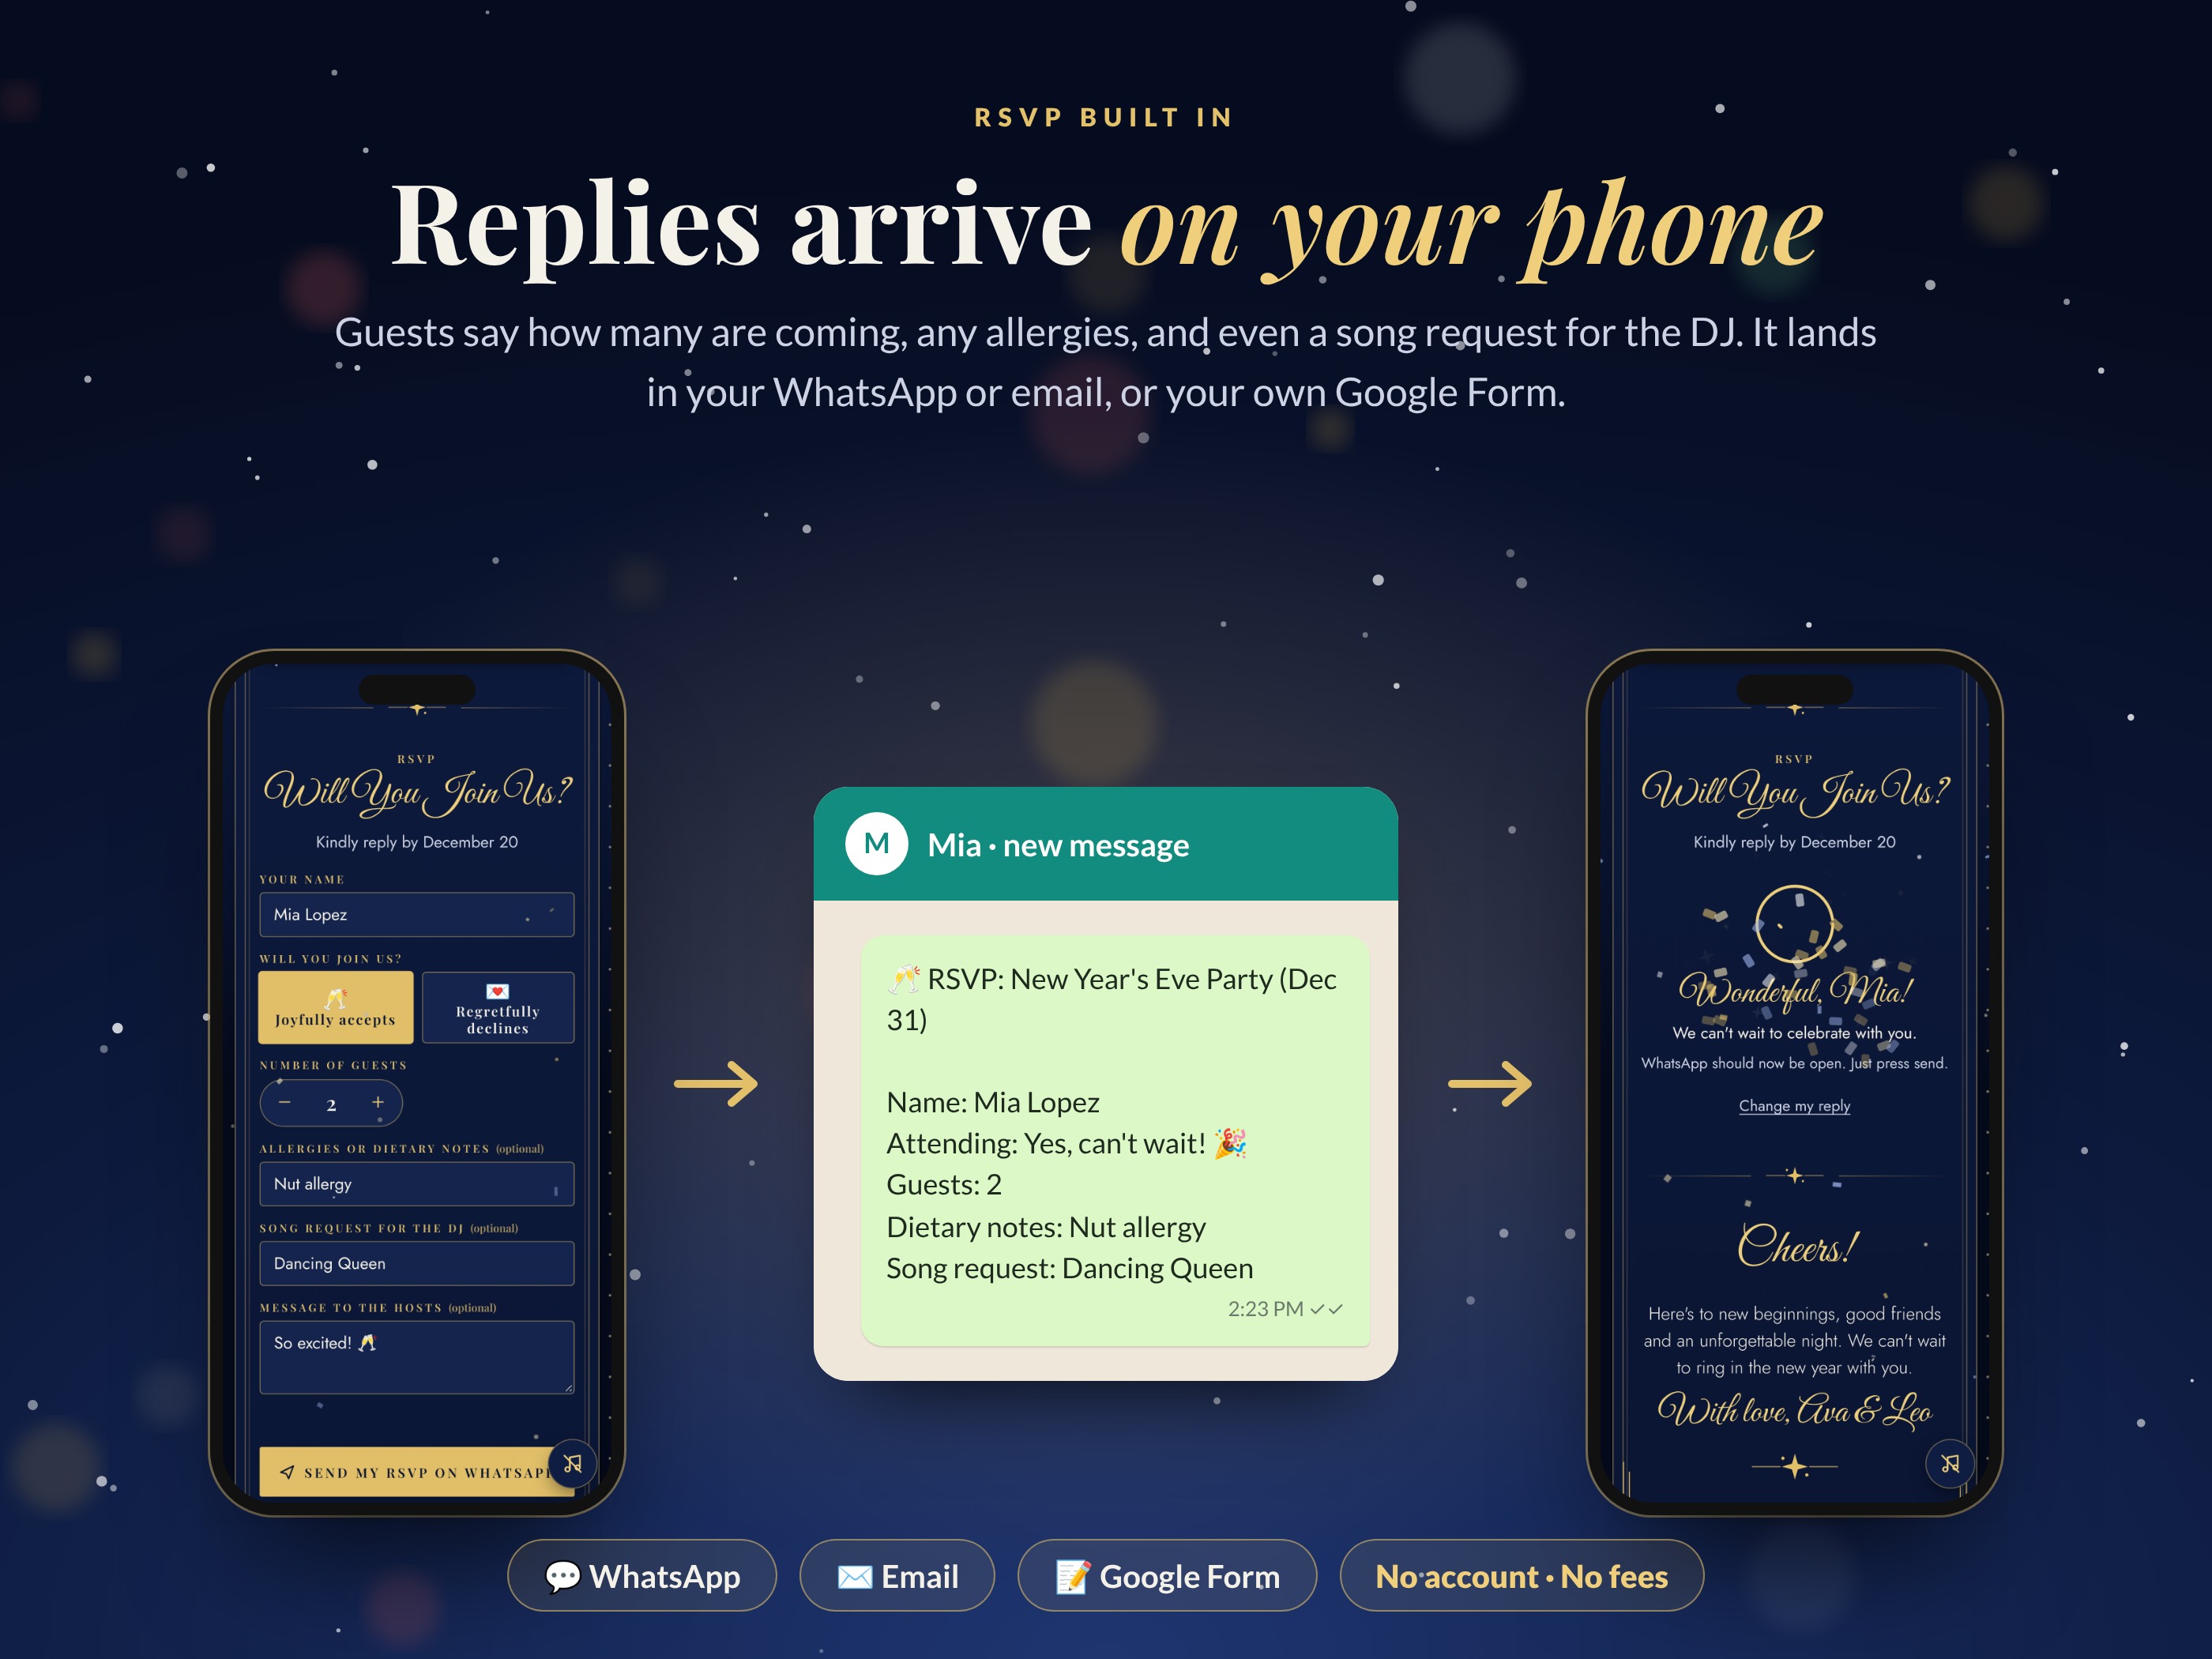 RSVP BUILT IN
Replies arrive on your phone
Guests say how many are coming, any allergies, and even a song request for the DJ. It lands
in your WhatsApp or email, or your own Google Form.
RSVP
Will You Join Us?
Kindly reply by December 20
YOUR NAME
Mia Lopez
WILL YOU JOIN US?
🥂
Joyfully accepts
💌
Regretfully
declines
NUMBER OF GUESTS
− 2 +
ALLERGIES OR DIETARY NOTES (optional)
Nut allergy
SONG REQUEST FOR THE DJ (optional)
Dancing Queen
MESSAGE TO THE HOSTS (optional)
So excited! 🥂
SEND MY RSVP ON WHATSAPP
M
Mia · new message
🥂 RSVP: New Year's Eve Party (Dec
31)
Name: Mia Lopez
Attending: Yes, can't wait! 🎉
Guests: 2
Dietary notes: Nut allergy
Song request: Dancing Queen
2:23 PM ✓✓
RSVP
Will You Join Us?
Kindly reply by December 20
Wonderful, Mia!
We can't wait to celebrate with you.
WhatsApp should now be open. Just press send.
Change my reply
Cheers!
Here's to new beginnings, good friends
and an unforgettable night. We can't wait
to ring in the new year with you.
With love, Ava & Leo
💬 WhatsApp
✉️ Email
📝 Google Form
No account · No fees